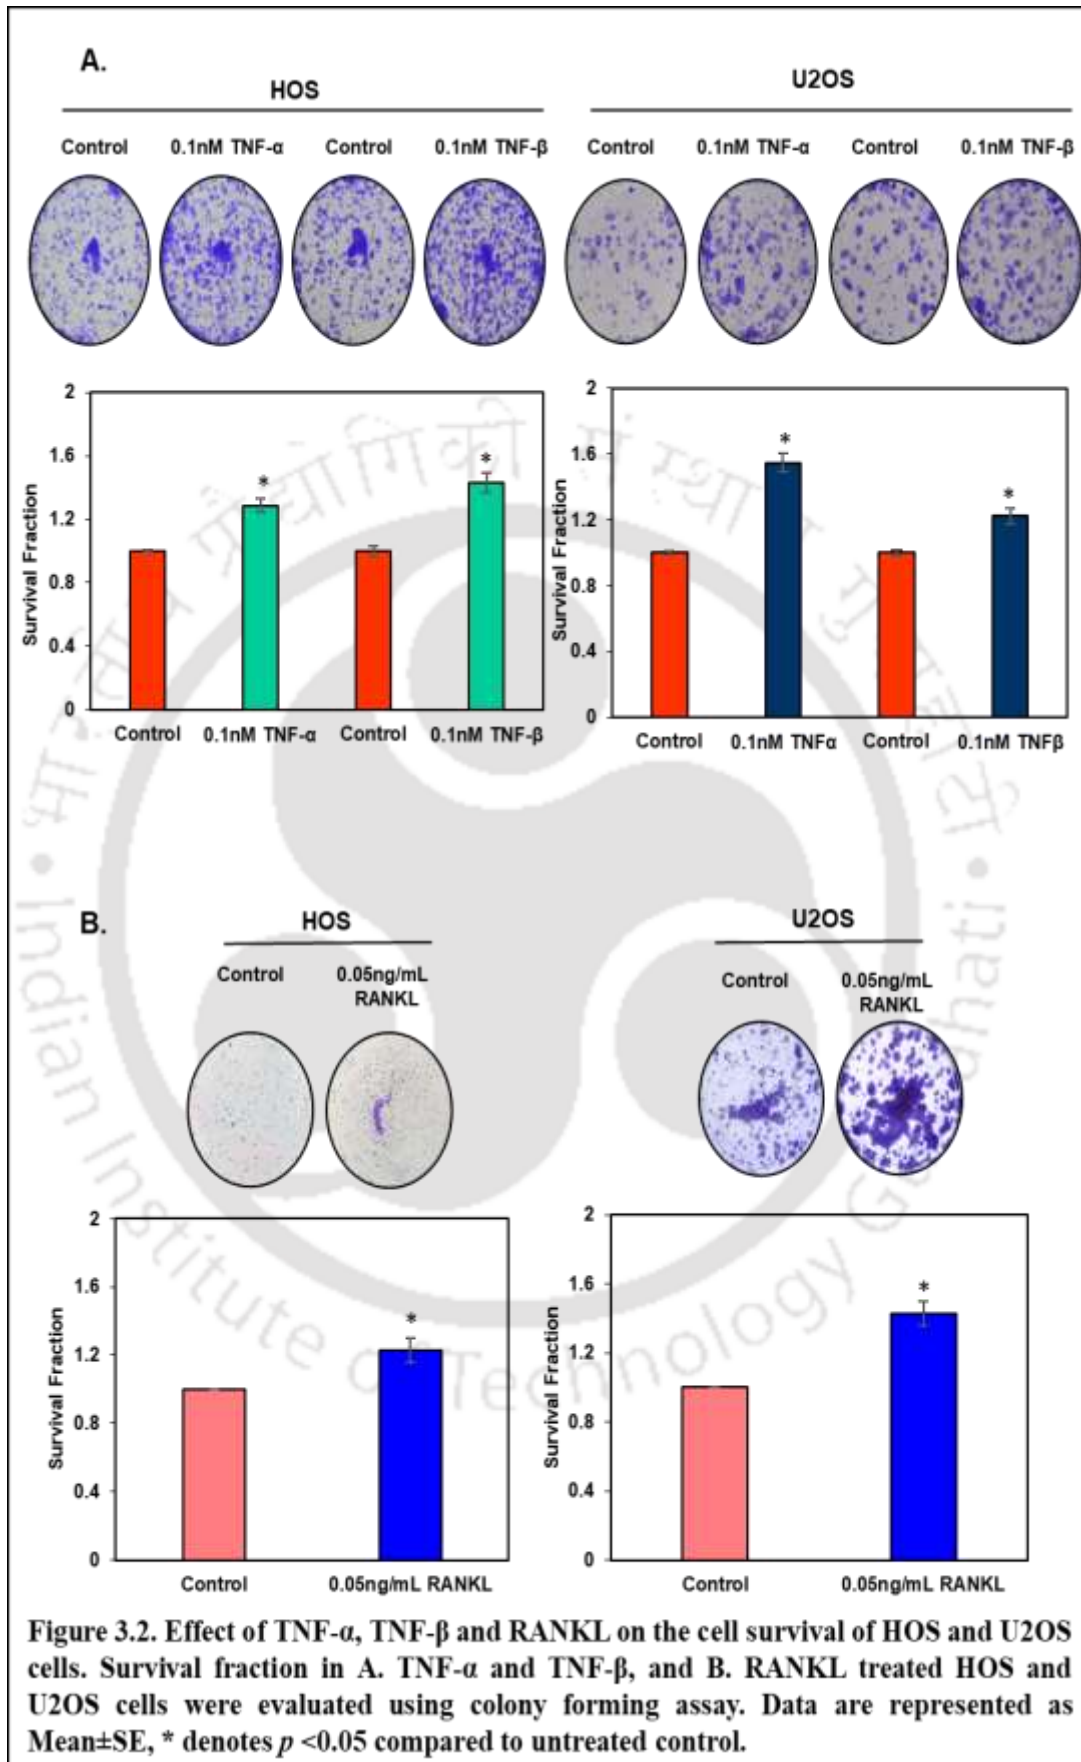 A.
HOS
U2OS
Control 0.1nM TNF-α Control 0.1nM TNF-β
Control 0.1nM TNF-α Control 0.1nM TNF-β
Survival Fraction
2
1.6
1.2
0.8
0.4
0
Control 0.1nM TNF-α Control 0.1nM TNF-β
* *
Survival Fraction
2
1.6
1.2
0.8
0.4
0
Control 0.1nM TNFα Control 0.1nM TNFβ
* *
B.
HOS
U2OS
Control 0.05ng/mL
RANKL
Control 0.05ng/mL
RANKL
Survival Fraction
2
1.6
1.2
0.8
0.4
0
*
Control 0.05ng/mL RANKL
Survival Fraction
2
1.6
1.2
0.8
0.4
0
*
Control 0.05ng/mL RANKL
Indian Institute of Technology Guwahati
Figure 3.2. Effect of TNF-α, TNF-β and RANKL on the cell survival of HOS and U2OS
cells. Survival fraction in A. TNF-α and TNF-β, and B. RANKL treated HOS and
U2OS cells were evaluated using colony forming assay. Data are represented as
Mean±SE, * denotes p <0.05 compared to untreated control.